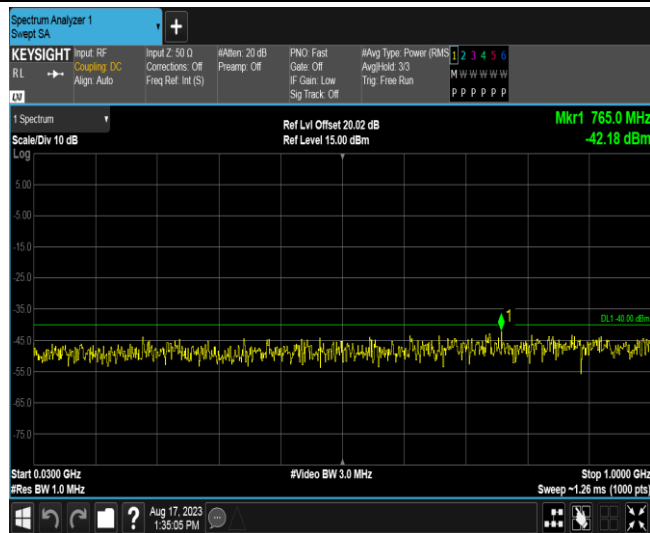 Spectrum Analyzer 1
Swept SA
+
KEYSIGHT
RL
Input: RF
Coupling: DC
Align: Auto
Input Z: 50 Ω
Corrections: Off
Freq Ref: Int (S)
#Atten: 20 dB
Preamp: Off
PNO: Fast
Gate: Off
IF Gain: Low
Sig Track: Off
#Avg Type: Power (RMS
Avg|Hold: 3/3
Trig: Free Run
1 2 3 4 5 6
M W W W W W
P P P P P P
1 Spectrum
Scale/Div 10 dB
Log
Ref Lvl Offset 20.02 dB
Ref Level 15.00 dBm
Mkr1 765.0 MHz
-42.18 dBm
5.00
-5.00
-15.0
-25.0
-35.0
1
DL1 -40.00 dBm
-45.0
-55.0
-65.0
-75.0
Start 0.0300 GHz
#Res BW 1.0 MHz
#Video BW 3.0 MHz
Stop 1.0000 GHz
Sweep ~1.26 ms (1000 pts)
?
Aug 17, 2023
1:35:05 PM